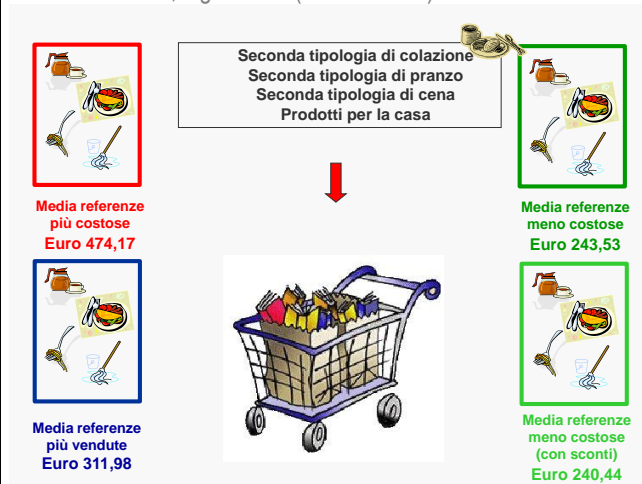 Seconda tipologia di colazione
Seconda tipologia di pranzo
Seconda tipologia di cena
Prodotti per la casa
Media referenze
più costose
Euro 474,17
Media referenze
meno costose
Euro 243,53
Media referenze
più vendute
Euro 311,98
Media referenze
meno costose
(con sconti)
Euro 240,44